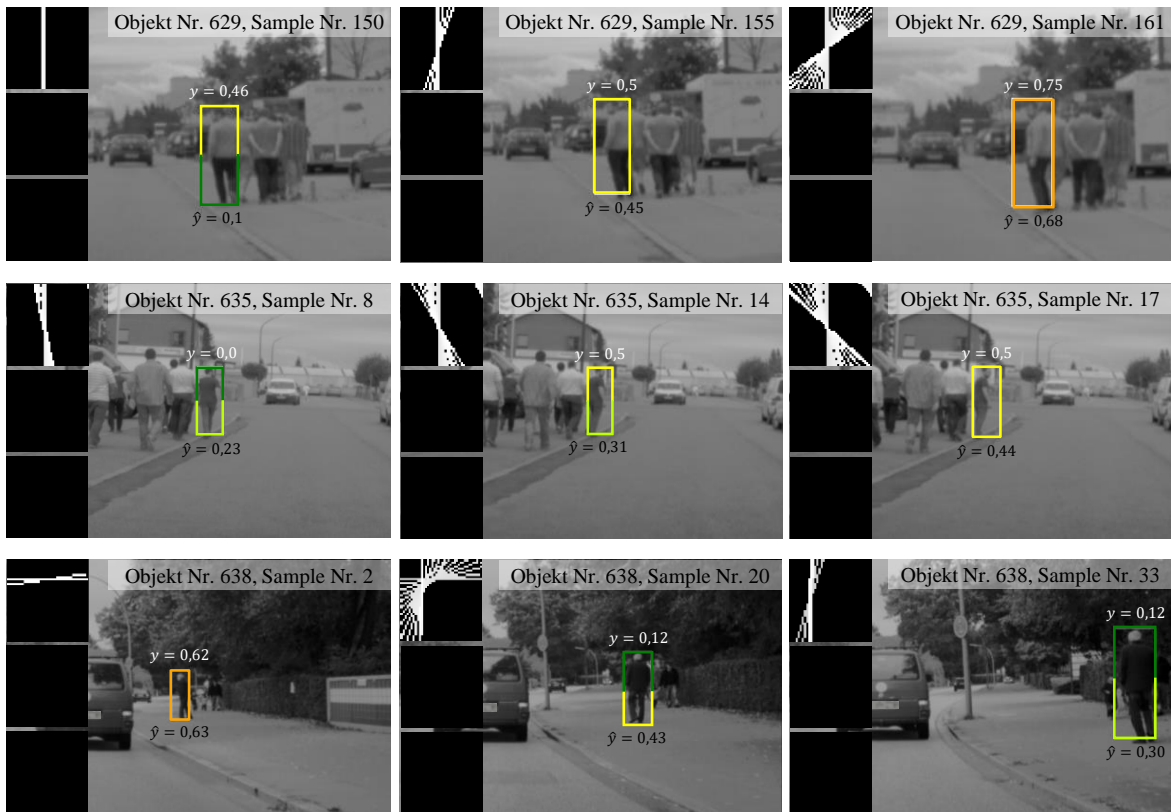 Objekt Nr. 629, Sample Nr. 150
y = 0,46
ŷ = 0,1
Objekt Nr. 629, Sample Nr. 155
y = 0,5
ŷ = 0,45
Objekt Nr. 629, Sample Nr. 161
y = 0,75
ŷ = 0,68
Objekt Nr. 635, Sample Nr. 8
y = 0,0
ŷ = 0,23
Objekt Nr. 635, Sample Nr. 14
y = 0,5
ŷ = 0,31
Objekt Nr. 635, Sample Nr. 17
y = 0,5
ŷ = 0,44
Objekt Nr. 638, Sample Nr. 2
y = 0,62
ŷ = 0,63
Objekt Nr. 638, Sample Nr. 20
y = 0,12
ŷ = 0,43
Objekt Nr. 638, Sample Nr. 33
y = 0,12
ŷ = 0,30